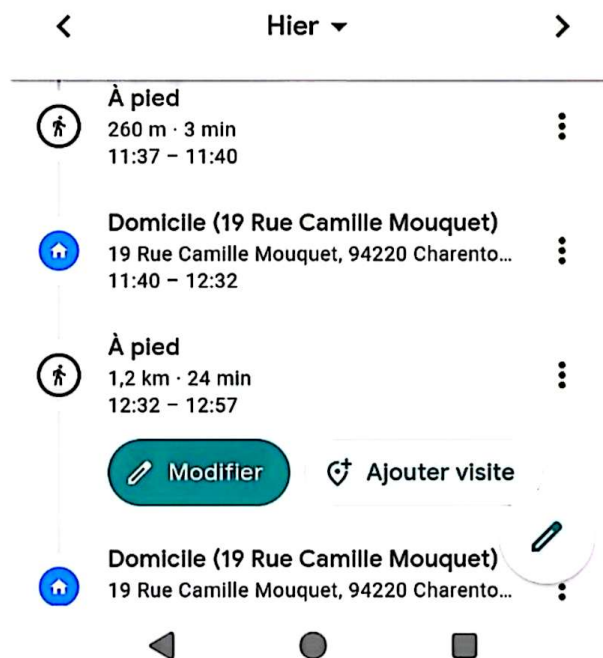 Hier
À pied
260 m · 3 min
11:37 – 11:40
Domicile (19 Rue Camille Mouquet)
19 Rue Camille Mouquet, 94220 Charento...
11:40 – 12:32
À pied
1,2 km · 24 min
12:32 – 12:57
Modifier
Ajouter visite
Domicile (19 Rue Camille Mouquet)
19 Rue Camille Mouquet, 94220 Charento...